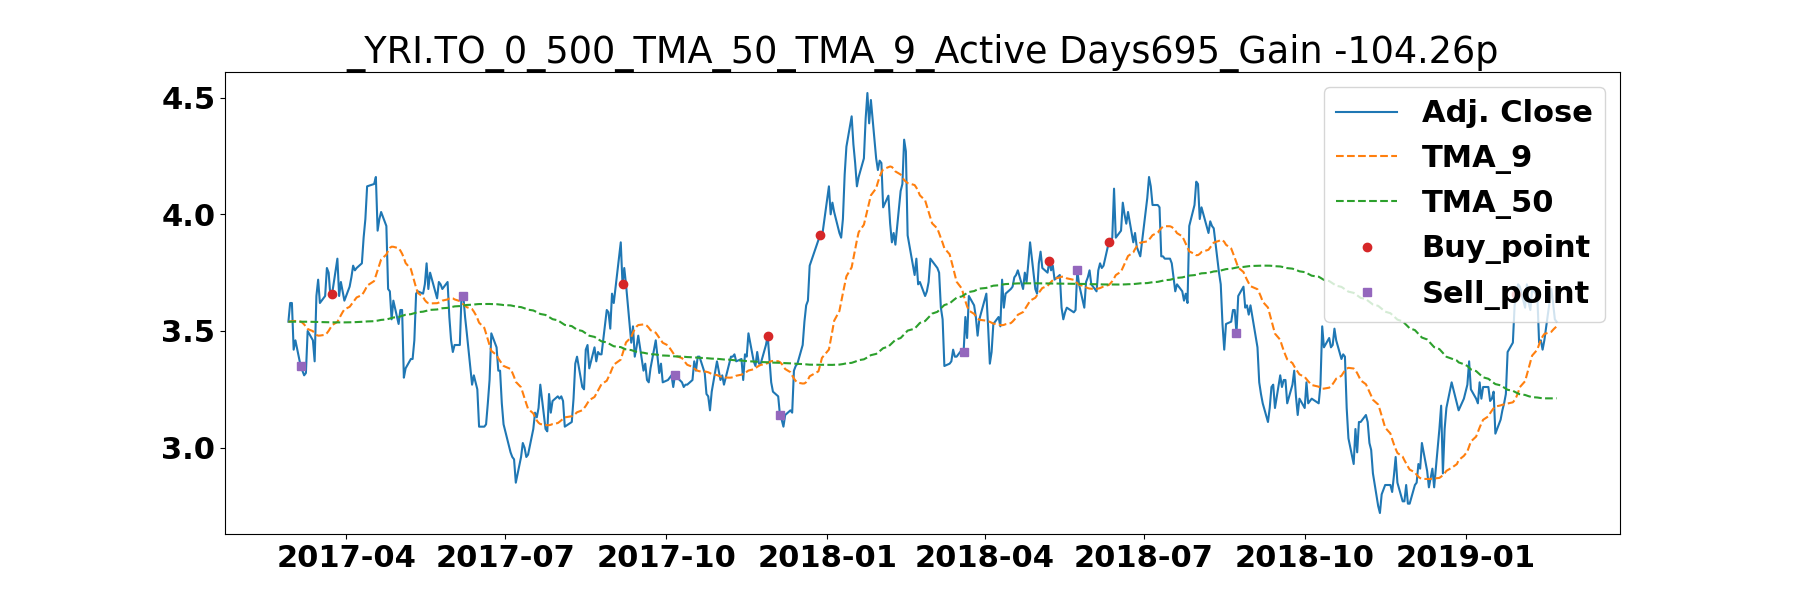 _YRI.TO_0_500_TMA_50_TMA_9_Active Days695_Gain -104.26p
4.5
4.0
3.5
3.0
Adj. Close
TMA_9
TMA_50
Buy_point
Sell_point
2017-04 2017-07 2017-10 2018-01 2018-04 2018-07 2018-10 2019-01